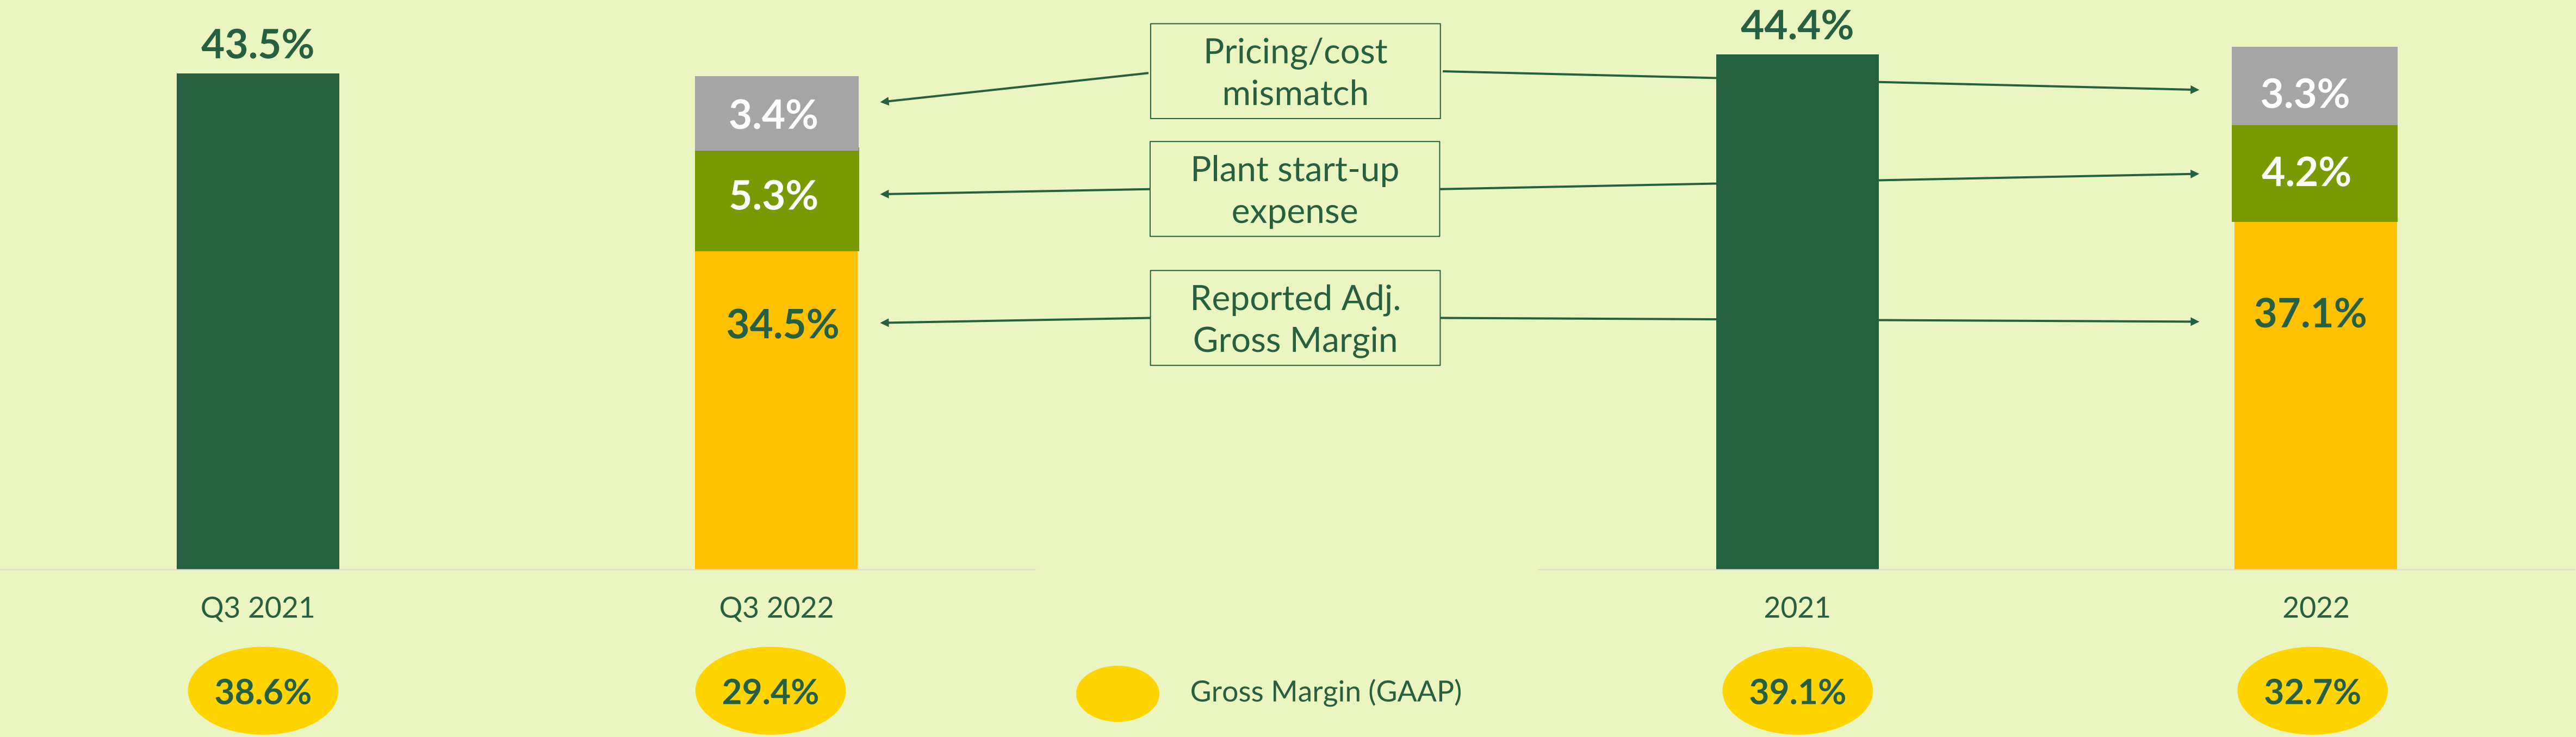 43.5%
3.4%
5.3%
34.5%
Pricing/cost
mismatch
Plant start-up
expense
Reported Adj.
Gross Margin
44.4%
3.3%
4.2%
37.1%
Q3 2021
Q3 2022
2021
2022
38.6%
29.4%
Gross Margin (GAAP)
39.1%
32.7%